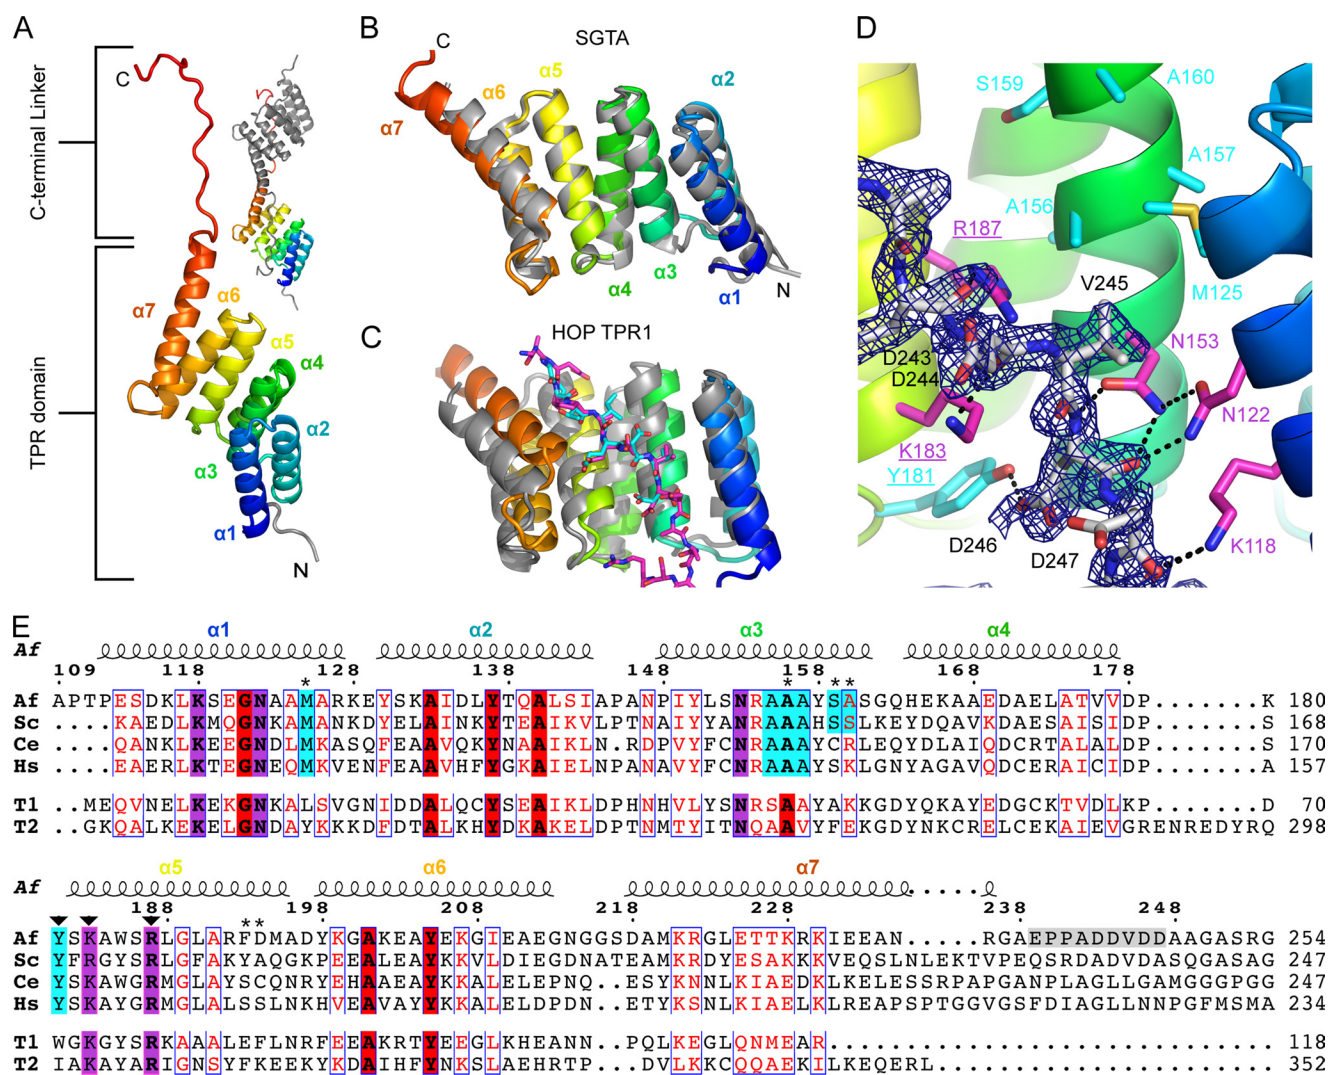 A
C-terminal Linker
TPR domain
C
α7
α6
α5
α4
α3
α2
α1
N
B
SGTA
C
α7
α6
α5
α2
α4
α3
α1
N
C
HOP TPR1
D
S159
A160
A157
A156
R187
M125
V245
D243
D244
N153
N122
K183
Y181
K118
D246
D247
E
α1 α2 α3 α4
Af
109 118 128 138 148 158 168 178
* * * *
Af APTPESDKLKSEGNAAMARKEYSKAIDLYTQALSIAPANPIYLSNRAAAYSASGQHEKAAEDAELATVVDP.......K 180
Sc ....KAEDLKMQGNKAMANKDYELAINKYTEAIKVLPTNAIYYANRAAAHSSLKEYDQAVKDAESAISIDP.......S 168
Ce ....QANKLKEEGNDLMKASQFEAAVQKYNAAIKLN.RDPVYFCNRAAAYCRLEQYDLAIQDCRTALALDP.......S 170
Hs ....AERLKTEGNEQMKVENFEAAVHFYGKAIELNPANAVYFCNRAAAYSKLGNYAGAVQDCERAICIDP.......A 157
T1 ..MEQVNELKEKGNKALSVGNIDDALQCYSEAIKLDPHNHVLYSNRSAAYAKKGDYQKAYEDGCKTVDLKP.......D 70
T2 ..GKQALKEKELGNDAYKKKDFDTALKHYDKAKELDPTNMTYITNQAAVYFEKGDYNKCRELCEKAIEVGRENREDYRQ 298
α5 α6 α7
Af
188 198 208 218 228 238 248
* *
Af YSKAWSRLGLARFDMADYKGAKEAYEKGIEAEGNGGSDAMKRGLETTKRKIEEAN.....RGAEPPADDVDDAAGASRG 254
Sc YFRGYSRLGFAKYAQGKPEEALEAYKKVLDIEGDNATEAMKRDYESAKKKVEQSLNLEKTVPEQSRDADVDASQGASAG 247
Ce YSKAYGRMGLAYSCQNRYEHAAEAYKKALELEPNQ..ESYKNNLKIAEDKLKELESSRPAPGANPLAGLLGAMGGGPGG 247
Hs YSKAYGRMGLALSSLNKHVEAVAYYKKALELDPDN..ETYKSNLKIAELKLREAPSPTGGVGSFDIAGLLNNPGFMSMA 234
T1 WGKGYSRKAAALEFLNRFEEAKRTYEEGLKHEANN..PQLKEGLQNMEAR............................. 118
T2 IAKAYARIGNSYFKEEKYKDAIHFYNKSLAEHRTP...DVLKKCQQAEKILKEQERL...................... 352